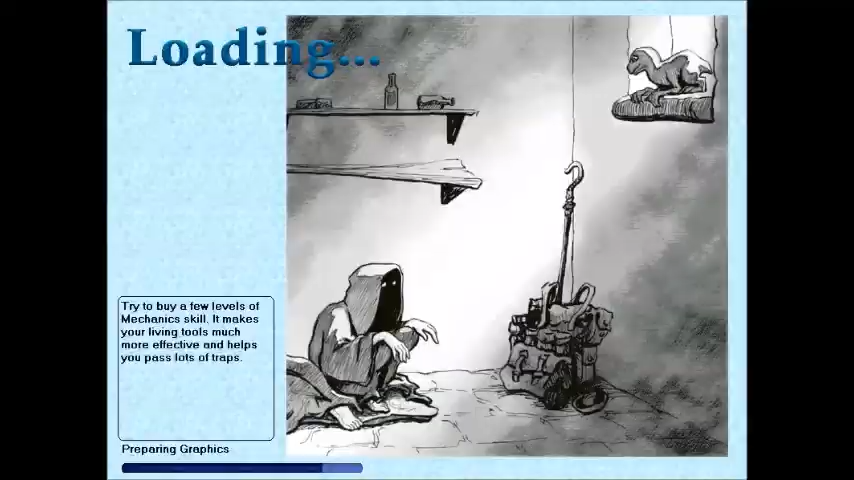 Loading...
Try to buy a few levels of
Mechanics skill. It makes
your living tools much
more effective and helps
you pass lots of traps.
Preparing Graphics